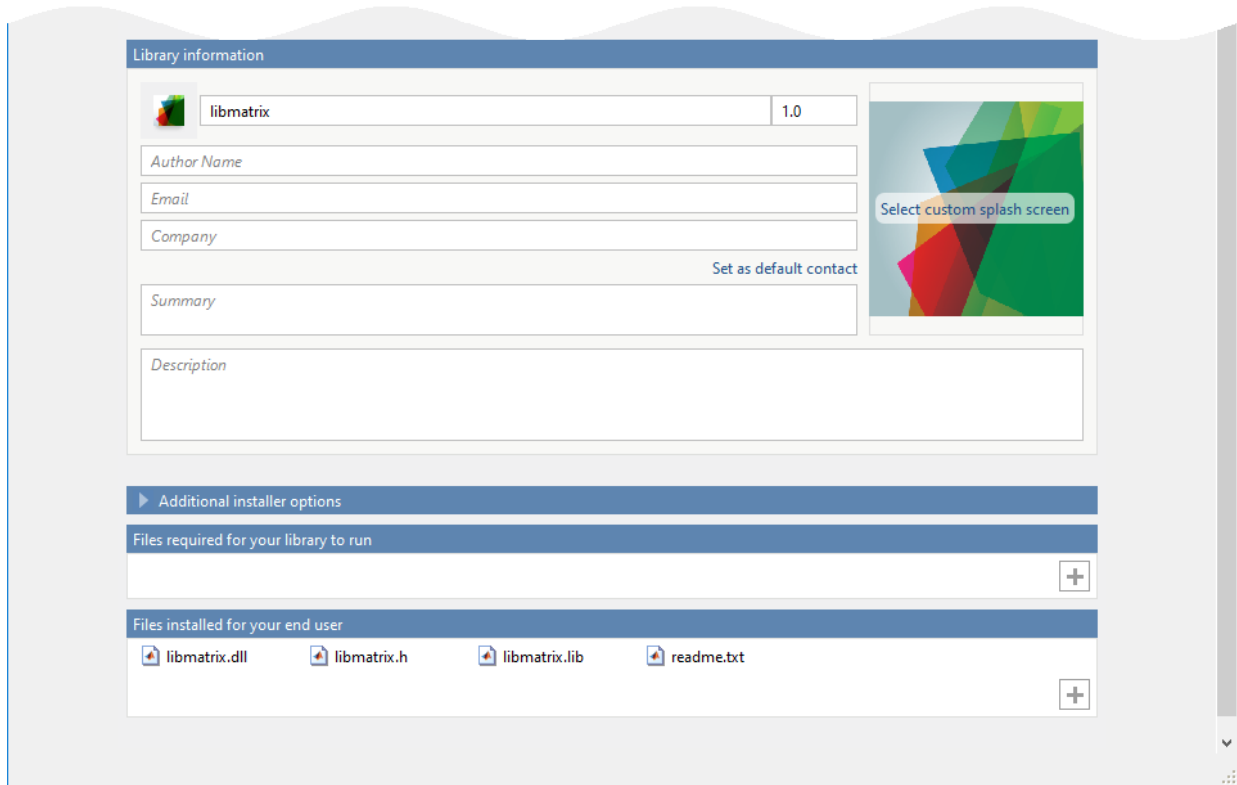 Library information
libmatrix 1.0
Author Name
Email
Select custom splash screen
Company
Set as default contact
Summary
Description
Additional installer options
Files required for your library to run
Files installed for your end user
libmatrix.dll libmatrix.h libmatrix.lib readme.txt